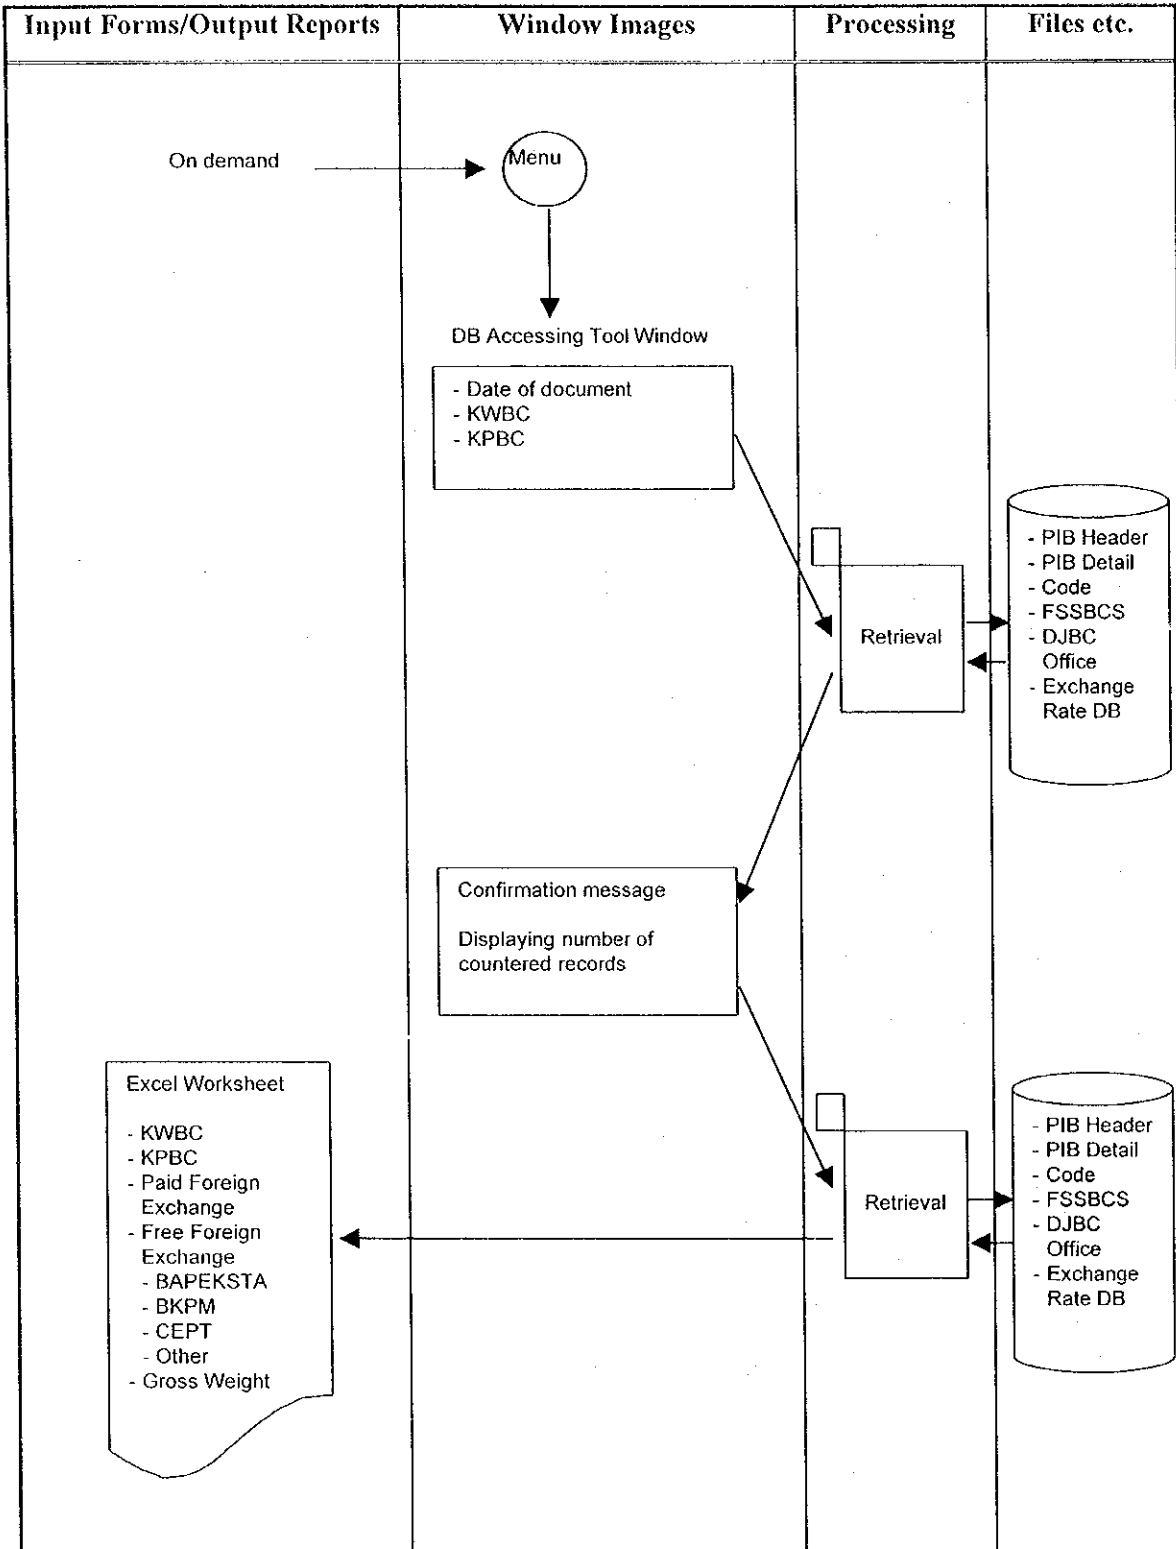 Input Forms/Output Reports
Window Images
Processing
Files etc.
On demand
Menu
DB Accessing Tool Window
- Date of document
- KWBC
- KPBC
- PIB Header
- PIB Detail
- Code
- FSSBCS
- DJBC
Office
- Exchange
Rate DB
Retrieval
Confirmation message
Displaying number of
countered records
Excel Worksheet
- KWBC
- KPBC
- Paid Foreign
Exchange
- Free Foreign
Exchange
- BAPEKSTA
- BKPM
- CEPT
- Other
- Gross Weight
Retrieval
- PIB Header
- PIB Detail
- Code
- FSSBCS
- DJBC
Office
- Exchange
Rate DB